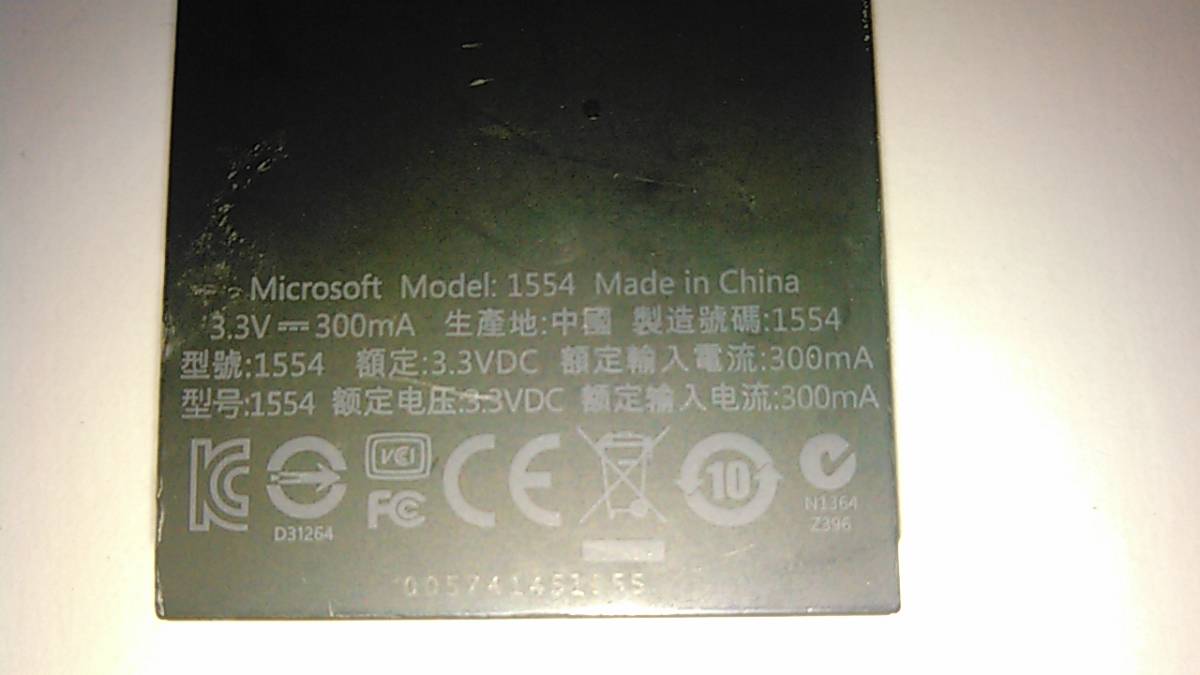 Microsoft Model: 1554 Made in China
3.3V 300mA 生產地:中國 製造號碼:1554
型號:1554 額定:3.3VDC 額定輸入電流:300mA
型号:1554 额定电压:3.3VDC 额定输入电流:300mA
VCI
FC CE 10
D31264
N1364
Z396